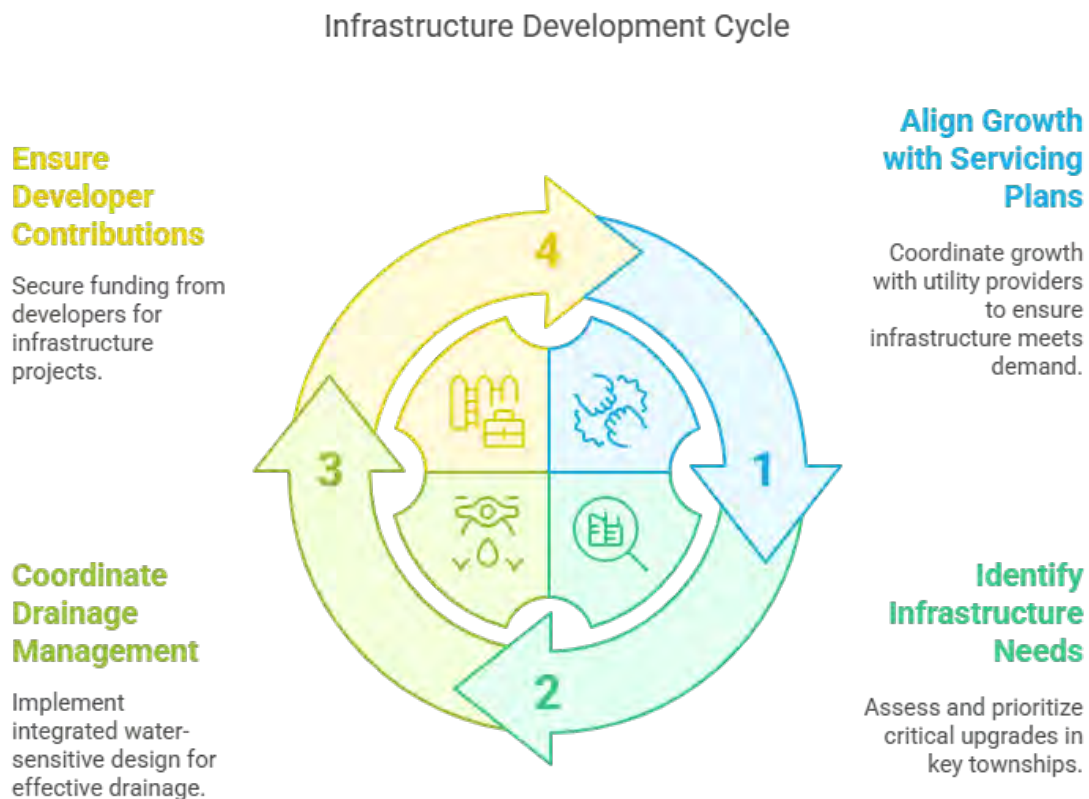 Infrastructure Development Cycle
Align Growth
with Servicing
Plans
Coordinate growth
with utility providers
to ensure
infrastructure meets
demand.
1
Identify
Infrastructure
Needs
Assess and prioritize
critical upgrades in
key townships.
2
Coordinate
Drainage
Management
Implement
integrated water-
sensitive design for
effective drainage.
3
Ensure
Developer
Contributions
Secure funding from
developers for
infrastructure
projects.
4